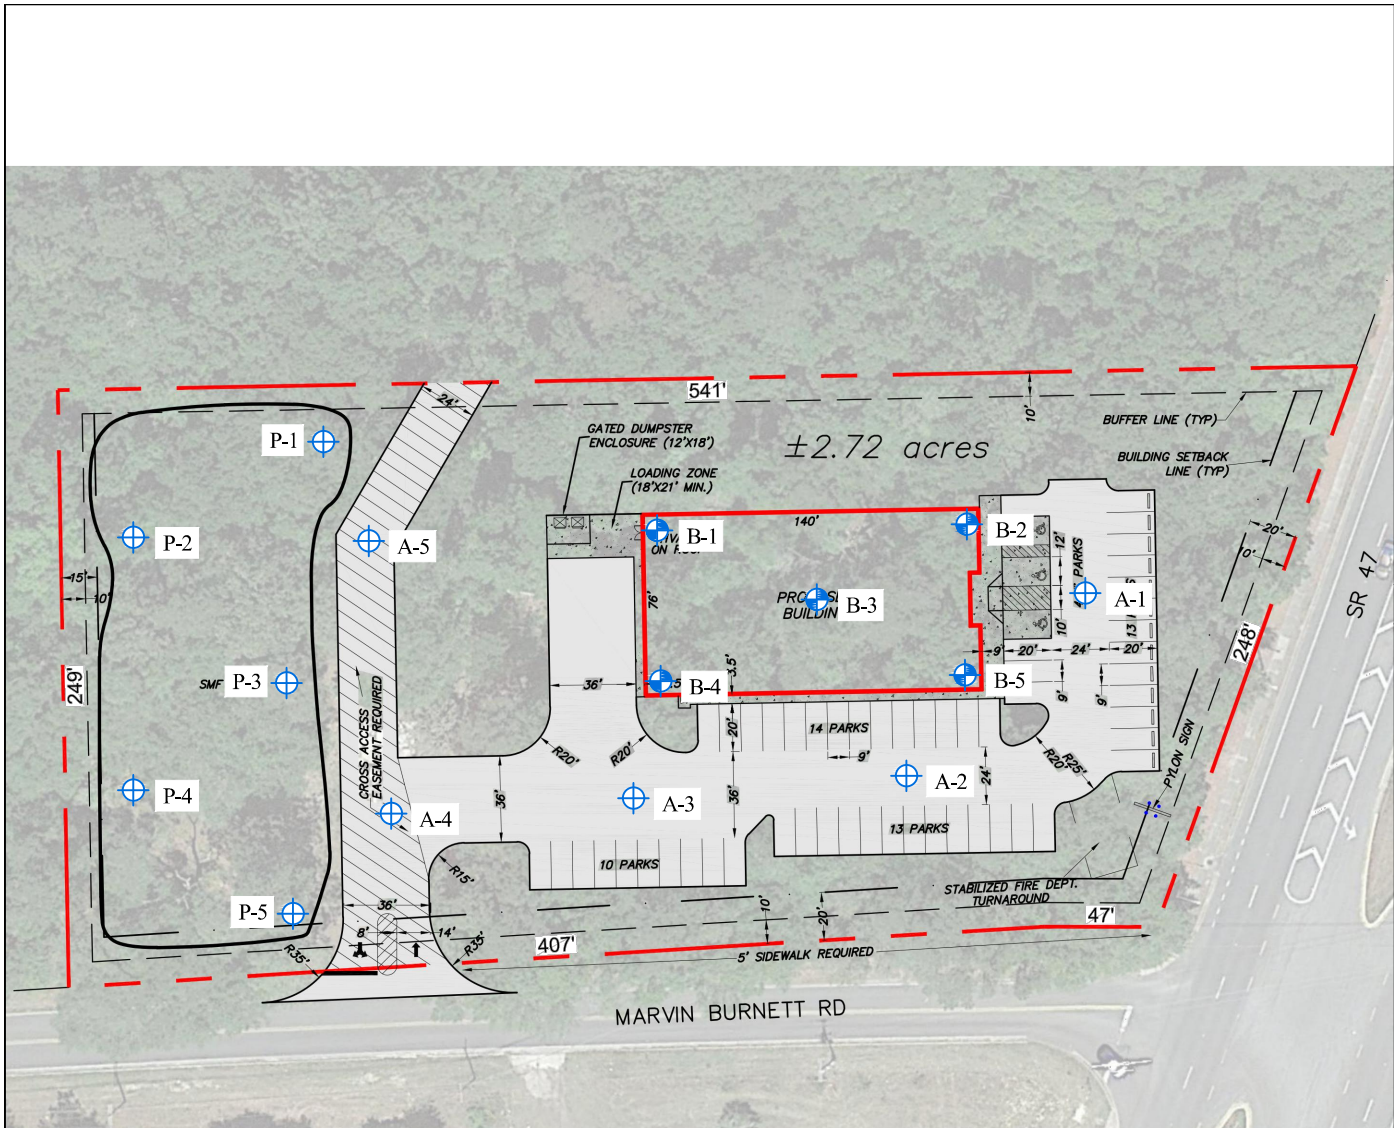 541'
24'
10'
BUFFER LINE (TYP)
P-1
GATED DUMPSTER
ENCLOSURE (12'X18')
±2.72 acres
BUILDING SETBACK
LINE (TYP)
LOADING ZONE
(18'X21' MIN.)
140'
B-1
B-2
20'
10'
P-2
A-5
ON
12'
PARKS
SR 47
15'
10'
76'
BUILDIN
B-3
A-1
13
10'
9'
20'
24'
20'
248'
249'
SMF
P-3
36'
B-4
3.5'
B-5
9'
9'
CROSS ACCESS
EASEMENT REQUIRED
R20'
R20'
20'
14 PARKS
9'
R20'
R25'
PYLON SIGN
P-4
A-4
36'
A-3
36'
A-2
24'
13 PARKS
10 PARKS
R15'
STABILIZED FIRE DEPT.
TURNAROUND
36'
P-5
10'
20'
47'
8'
14'
R35'
R35'
407'
5' SIDEWALK REQUIRED
MARVIN BURNETT RD